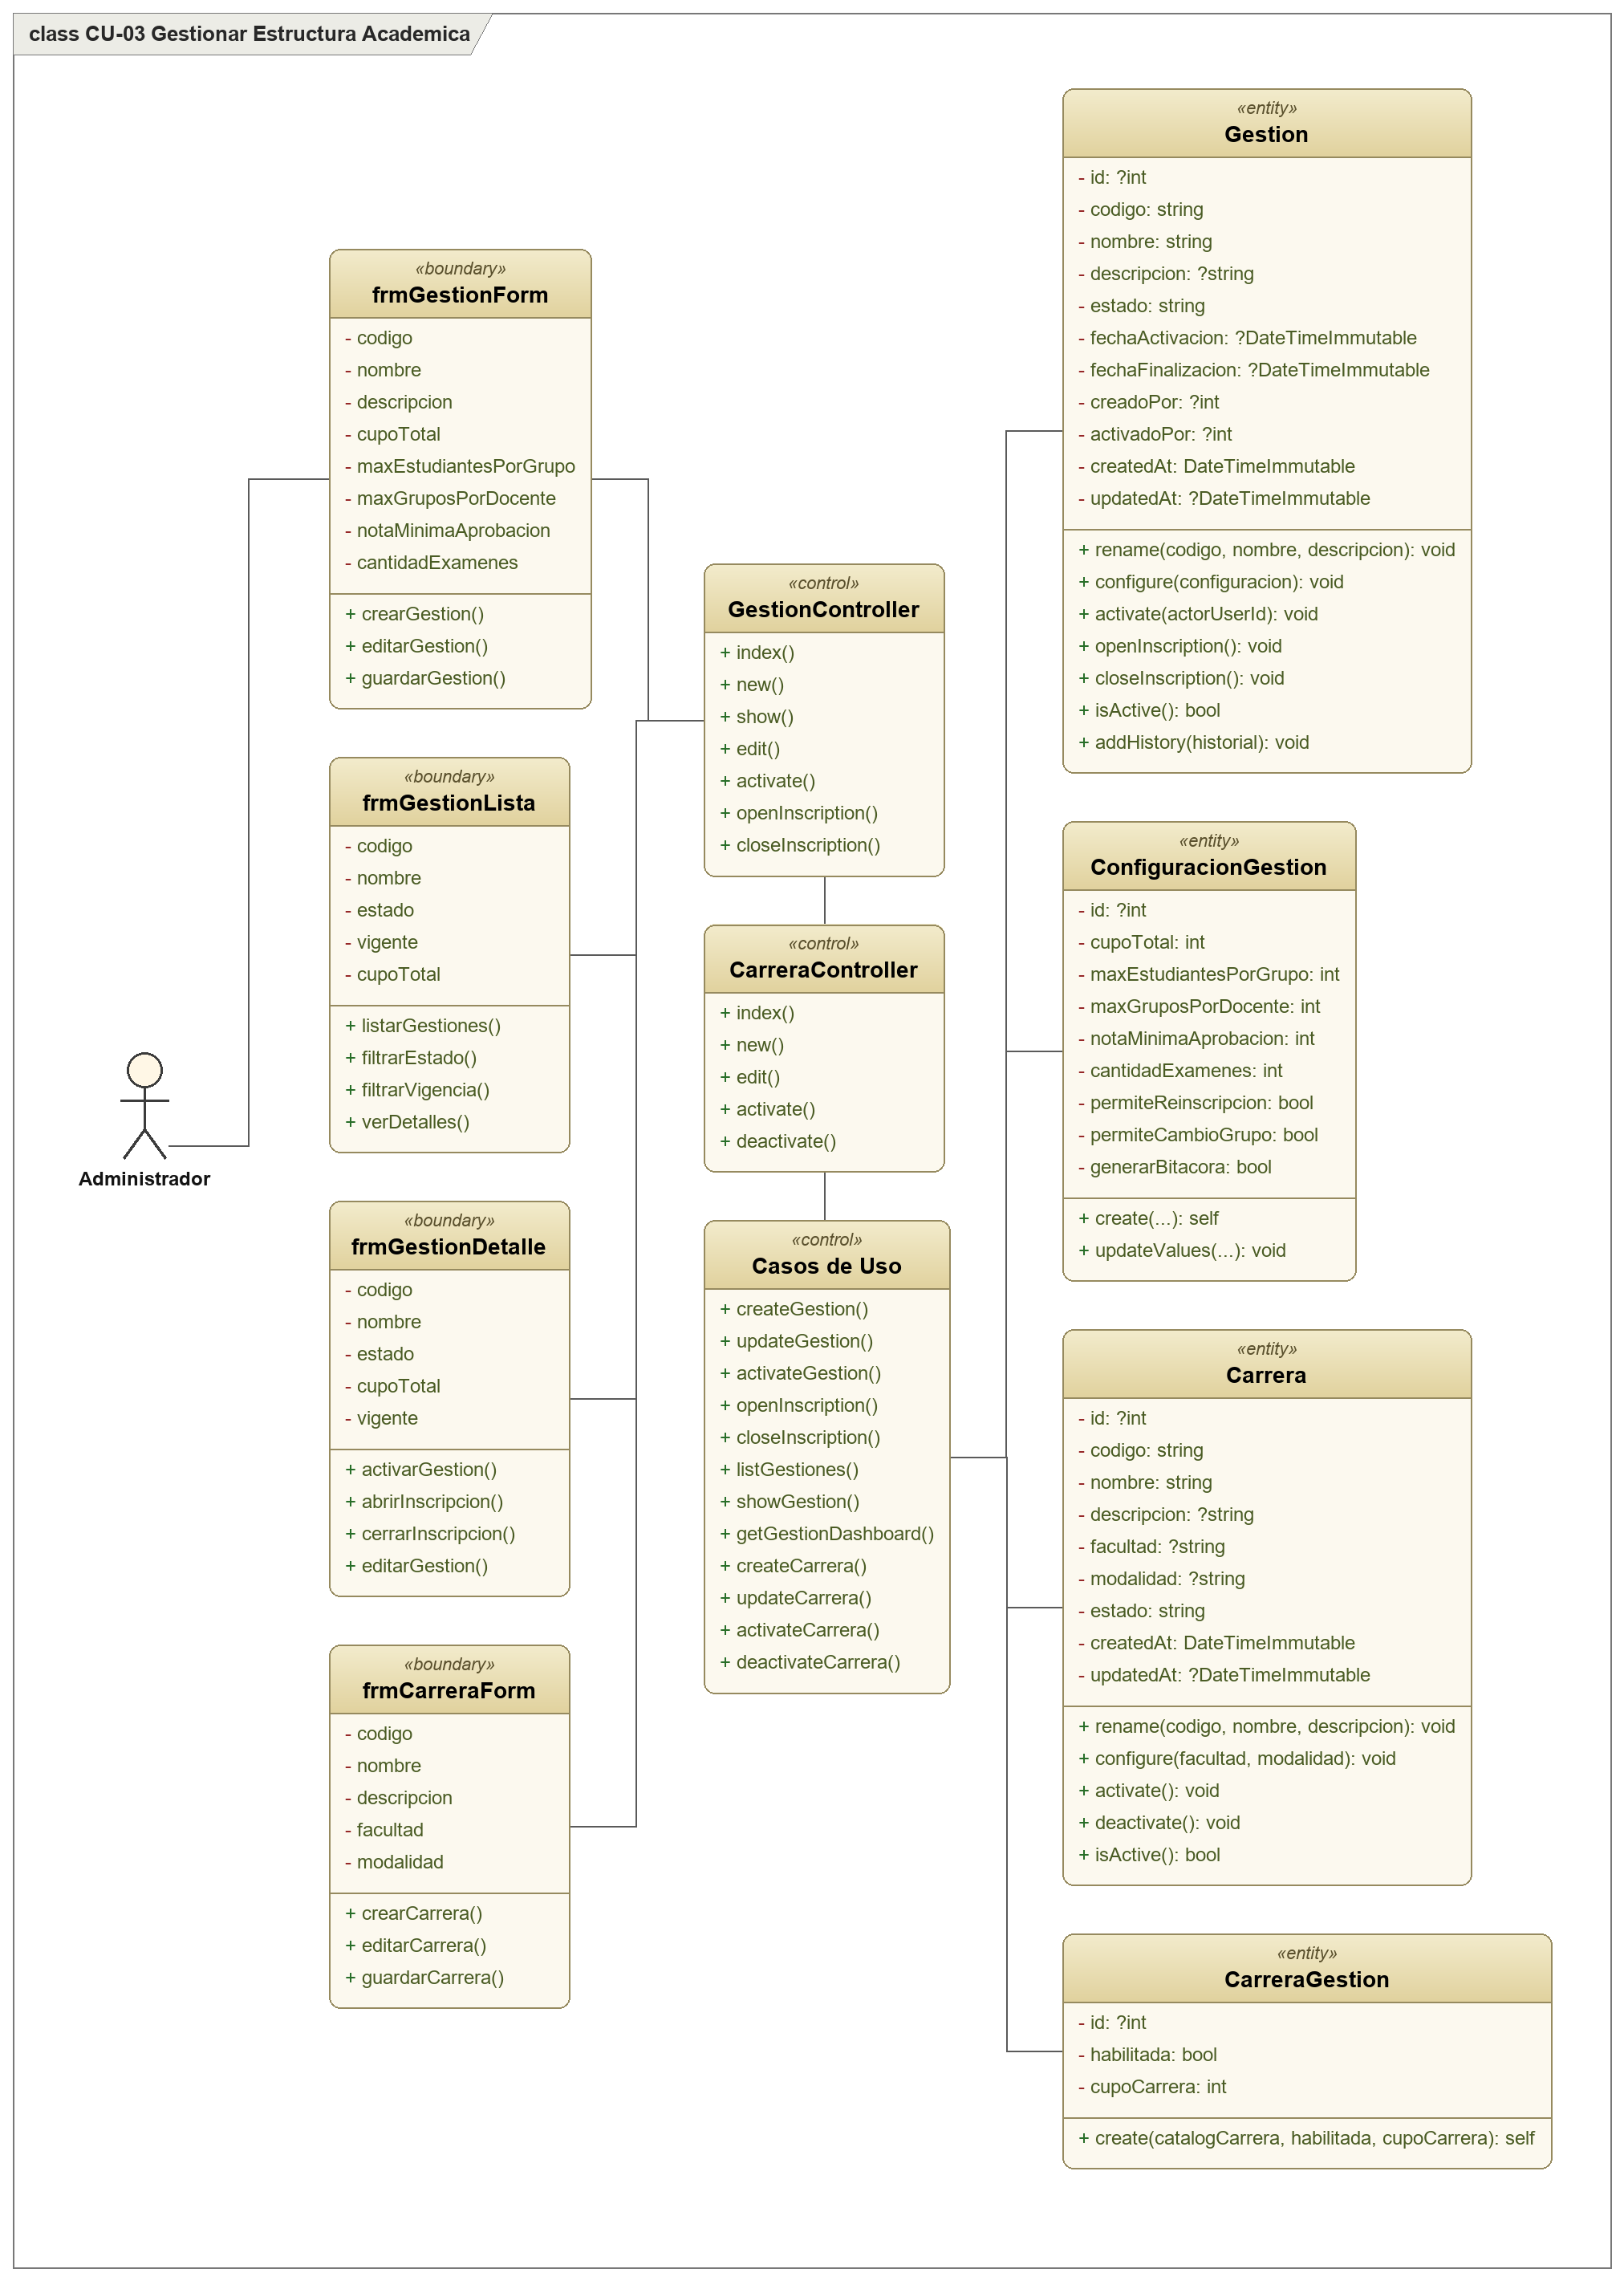 class CU-03 Gestionar Estructura Academica
Administrador
«boundary»
frmGestionForm
- codigo
- nombre
- descripcion
- cupoTotal
- maxEstudiantesPorGrupo
- maxGruposPorDocente
- notaMinimaAprobacion
- cantidadExamenes
+ crearGestion()
+ editarGestion()
+ guardarGestion()
«boundary»
frmGestionLista
- codigo
- nombre
- estado
- vigente
- cupoTotal
+ listarGestiones()
+ filtrarEstado()
+ filtrarVigencia()
+ verDetalles()
«boundary»
frmGestionDetalle
- codigo
- nombre
- estado
- cupoTotal
- vigente
+ activarGestion()
+ abrirInscripcion()
+ cerrarInscripcion()
+ editarGestion()
«boundary»
frmCarreraForm
- codigo
- nombre
- descripcion
- facultad
- modalidad
+ crearCarrera()
+ editarCarrera()
+ guardarCarrera()
«control»
GestionController
+ index()
+ new()
+ show()
+ edit()
+ activate()
+ openInscription()
+ closeInscription()
«control»
CarreraController
+ index()
+ new()
+ edit()
+ activate()
+ deactivate()
«control»
Casos de Uso
+ createGestion()
+ updateGestion()
+ activateGestion()
+ openInscription()
+ closeInscription()
+ listGestiones()
+ showGestion()
+ getGestionDashboard()
+ createCarrera()
+ updateCarrera()
+ activateCarrera()
+ deactivateCarrera()
«entity»
Gestion
- id: ?int
- codigo: string
- nombre: string
- descripcion: ?string
- estado: string
- fechaActivacion: ?DateTimeImmutable
- fechaFinalizacion: ?DateTimeImmutable
- creadoPor: ?int
- activadoPor: ?int
- createdAt: DateTimeImmutable
- updatedAt: ?DateTimeImmutable
+ rename(codigo, nombre, descripcion): void
+ configure(configuracion): void
+ activate(actorUserId): void
+ openInscription(): void
+ closeInscription(): void
+ isActive(): bool
+ addHistory(historial): void
«entity»
ConfiguracionGestion
- id: ?int
- cupoTotal: int
- maxEstudiantesPorGrupo: int
- maxGruposPorDocente: int
- notaMinimaAprobacion: int
- cantidadExamenes: int
- permiteReinscripcion: bool
- permiteCambioGrupo: bool
- generarBitacora: bool
+ create(...): self
+ updateValues(...): void
«entity»
Carrera
- id: ?int
- codigo: string
- nombre: string
- descripcion: ?string
- facultad: ?string
- modalidad: ?string
- estado: string
- createdAt: DateTimeImmutable
- updatedAt: ?DateTimeImmutable
+ rename(codigo, nombre, descripcion): void
+ configure(facultad, modalidad): void
+ activate(): void
+ deactivate(): void
+ isActive(): bool
«entity»
CarreraGestion
- id: ?int
- habilitada: bool
- cupoCarrera: int
+ create(catalogCarrera, habilitada, cupoCarrera): self